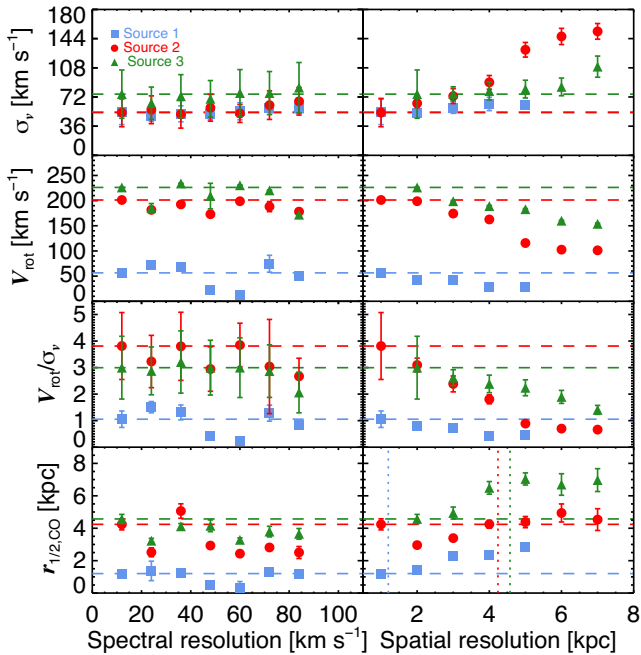 Source 1
Source 2
Source 3
σv [km s⁻¹]
180
144
108
72
36
0
Vrot [km s⁻¹]
250
200
150
100
50
0
Vrot/σv
5
4
3
2
1
0
r1/2,CO [kpc]
8
6
4
2
0
0 20 40 60 80 100
2 4 6
Spectral resolution [km s⁻¹]
Spatial resolution [kpc]